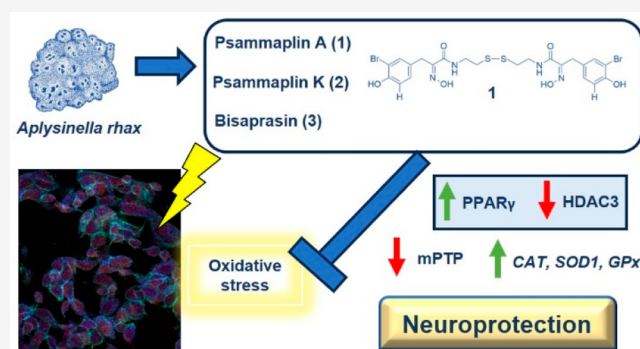 Psammaplin A (1)
Psammaplin K (2)
Bisaprasin (3)
Br
HO
H
O
N
H
N
OH
S
S
H
N
O
N
OH
Br
OH
H
1
Aplysinella rhax
Oxidative
stress
PPARγ
HDAC3
mPTP
CAT, SOD1, GPx
Neuroprotection